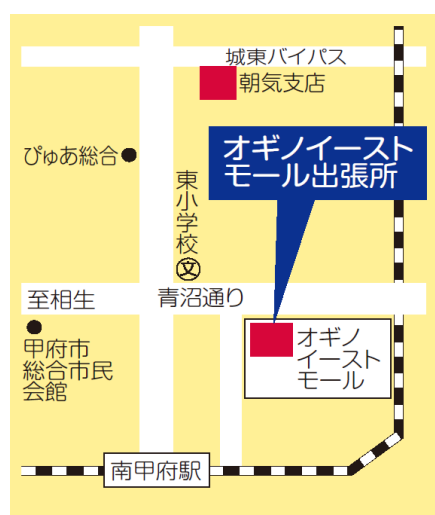 城東バイパス
朝気支店
オギノイースト
モール出張所
ぴゅあ総合
東小学校
文
至相生
青沼通り
甲府市
総合市民
会館
オギノ
イースト
モール
南甲府駅